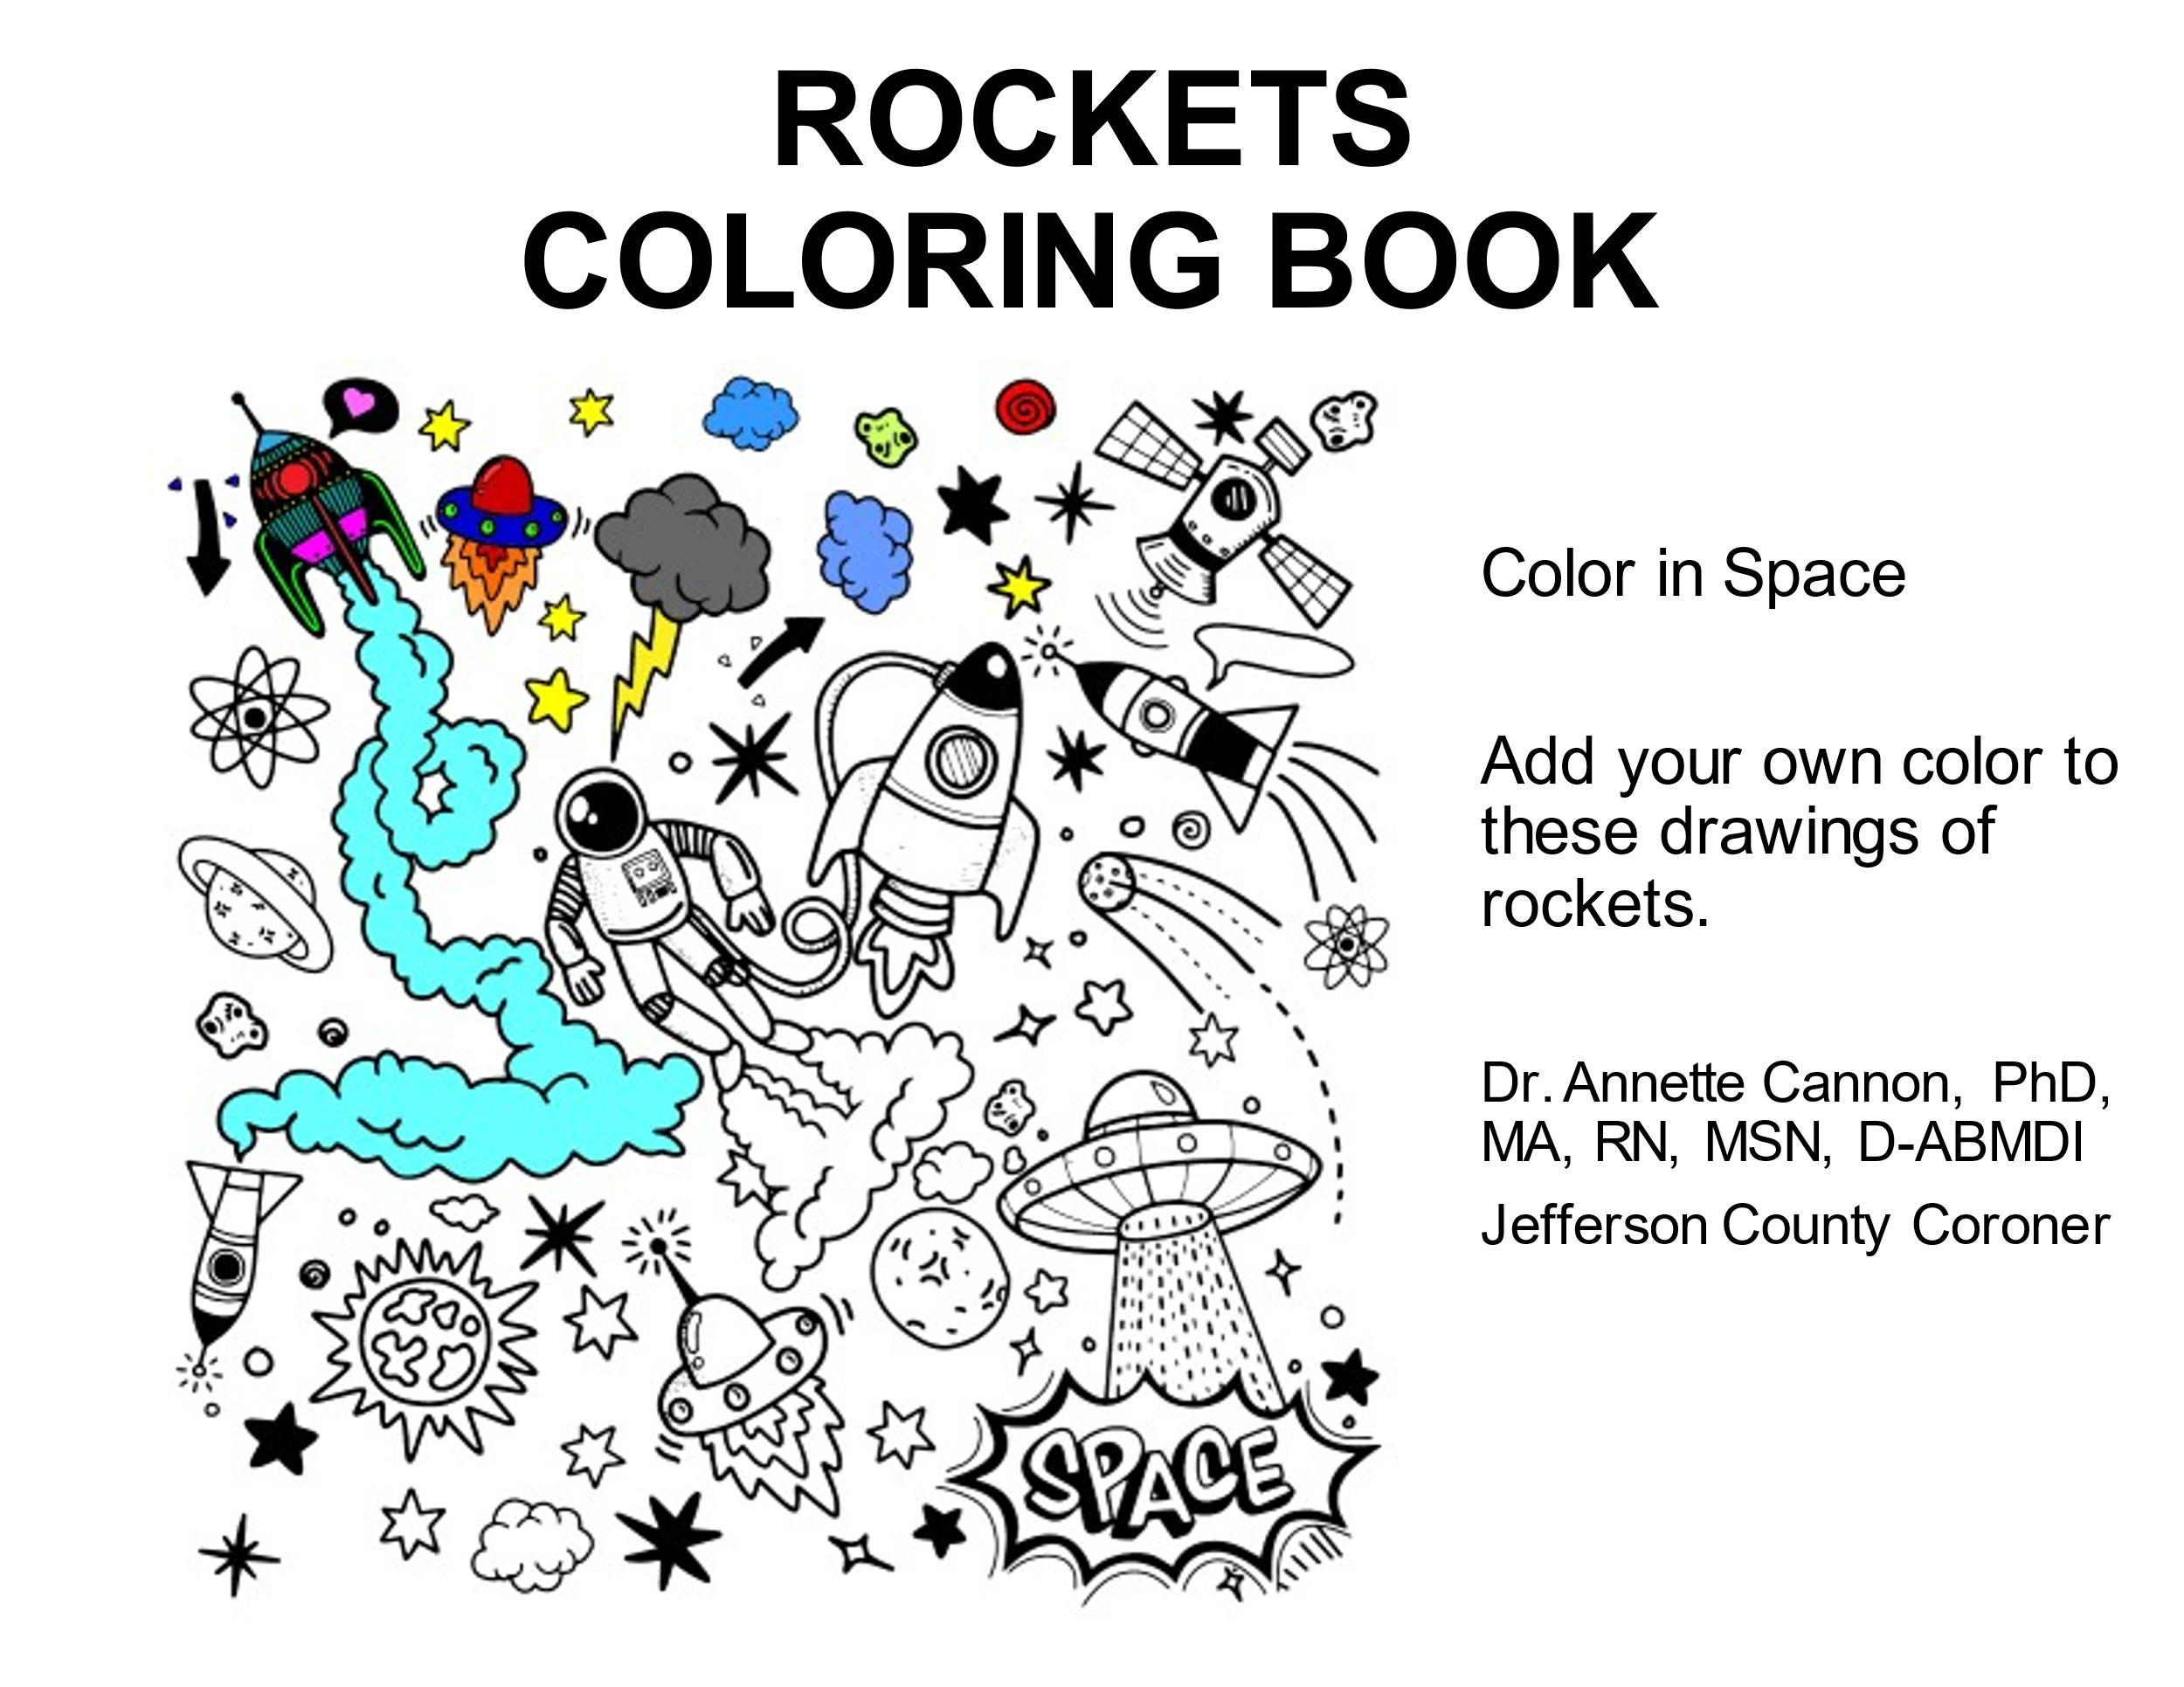 ROCKETS
COLORING BOOK
Color in Space
Add your own color to
these drawings of
rockets.
Dr. Annette Cannon, PhD,
MA, RN, MSN, D-ABMDI
Jefferson County Coroner
SPACE